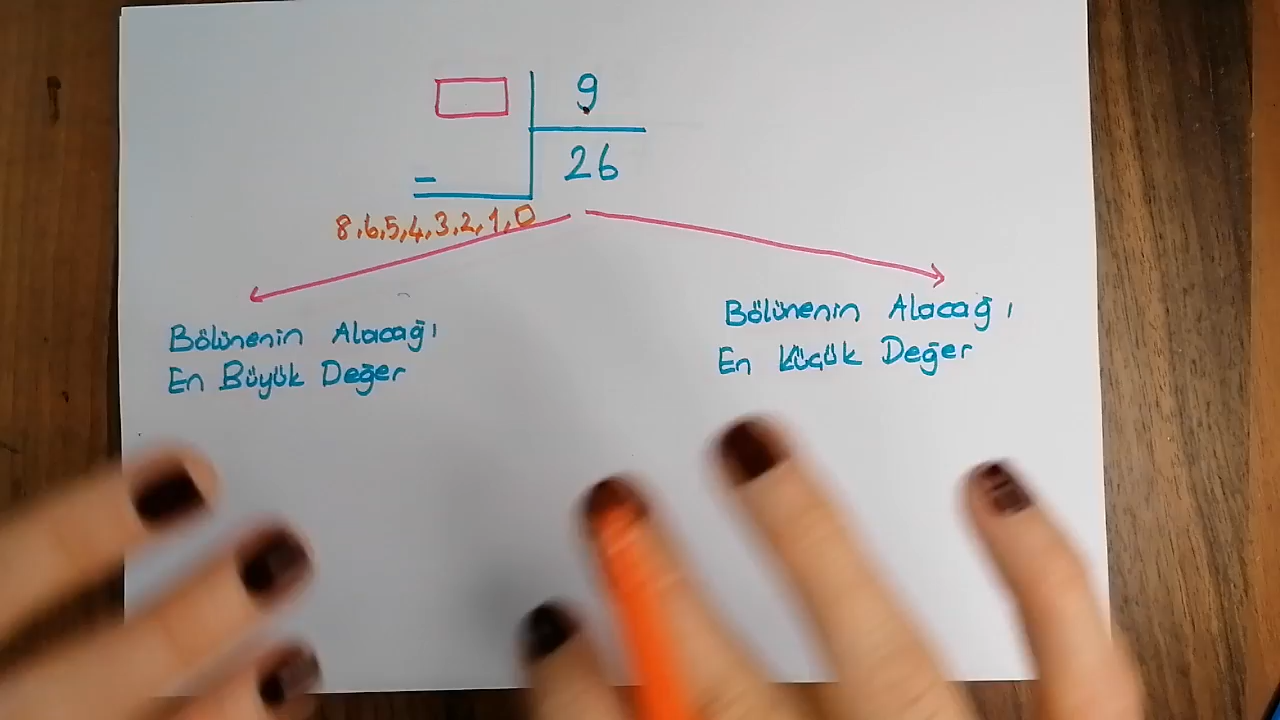 9
26
8,6,5,4,3,2,1,0
Bölünenin Alacağı
En Büyük Değer
Bölünenin Alacağı
En Küçük Değer